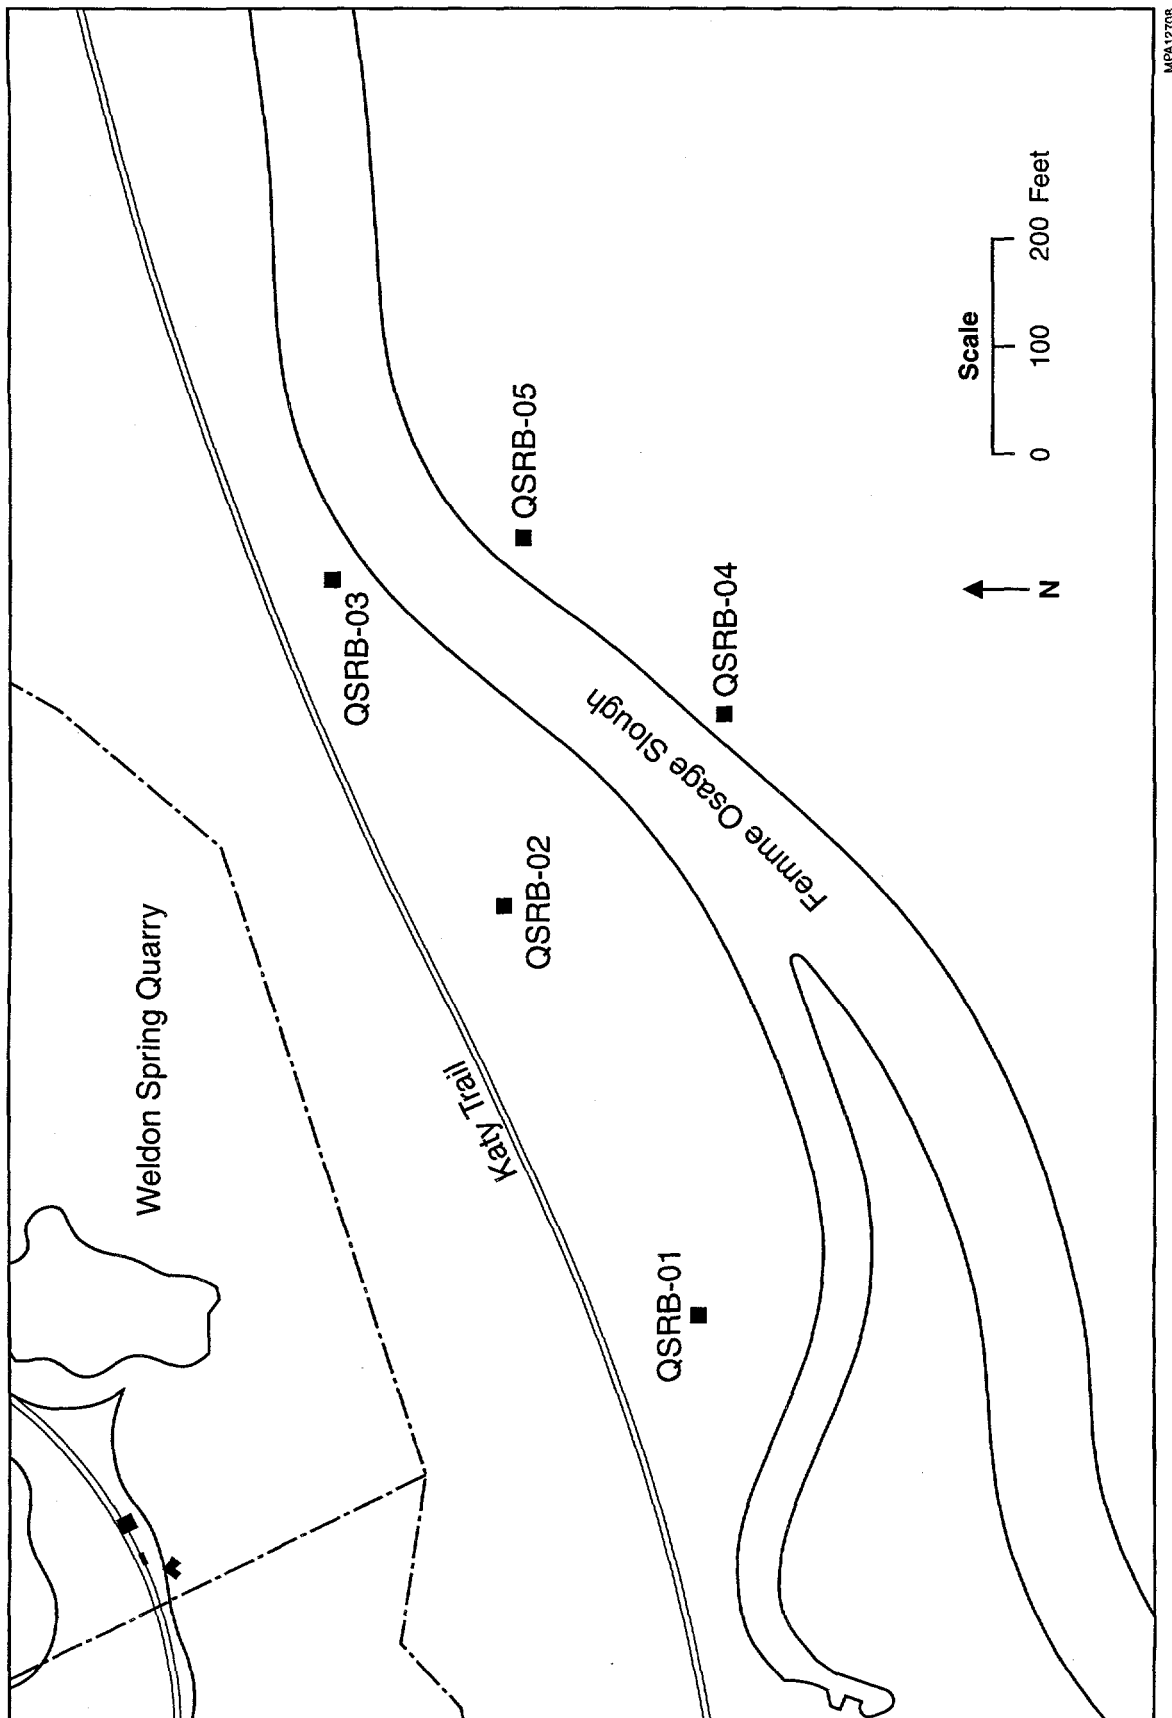 Weldon Spring Quarry
Katy Trail
QSRB-03
QSRB-02
QSRB-01
QSRB-05
QSRB-04
Femme Osage Slough
N
Scale
0 100 200 Feet
MPA12708